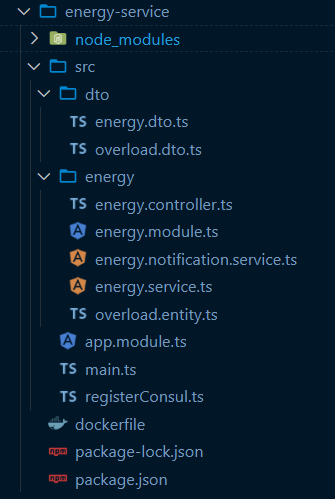 energy-service
node_modules
src
dto
TS energy.dto.ts
TS overload.dto.ts
energy
TS energy.controller.ts
energy.module.ts
energy.notification.service.ts
energy.service.ts
TS overload.entity.ts
app.module.ts
TS main.ts
TS registerConsul.ts
dockerfile
npm package-lock.json
npm package.json